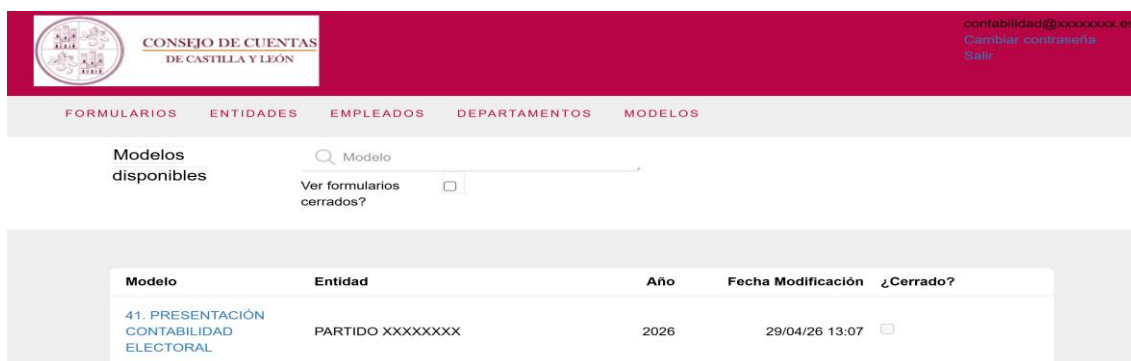 CONSEJO DE CUENTAS
DE CASTILLA Y LEÓN
contabilidad@xxxxxxxx.es
Cambiar contraseña
Salir
FORMULARIOS ENTIDADES EMPLEADOS DEPARTAMENTOS MODELOS
Modelos
disponibles
Modelo
Ver formularios
cerrados?
Modelo Entidad Año Fecha Modificación ¿Cerrado?
41. PRESENTACIÓN
CONTABILIDAD
ELECTORAL
PARTIDO XXXXXXXX 2026 29/04/26 13:07